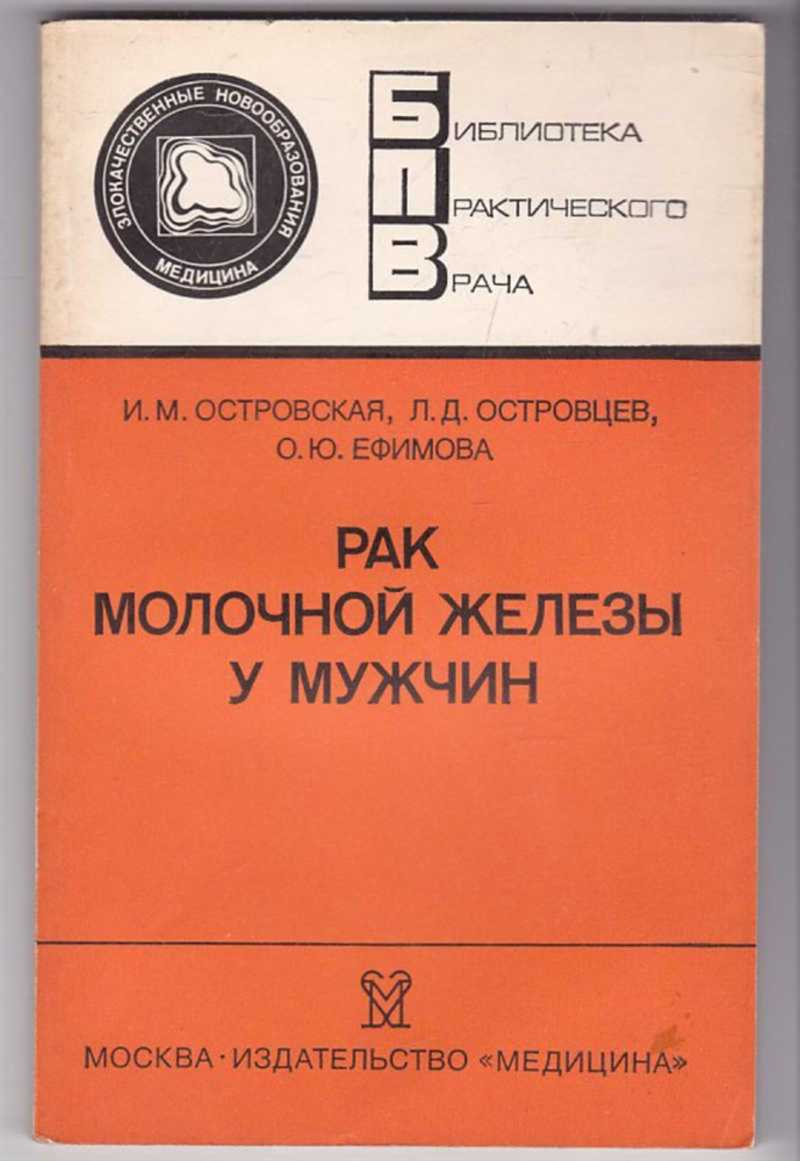 ЗЛОКАЧЕСТВЕННЫЕ НОВООБРАЗОВАНИЯ
МЕДИЦИНА
БИБЛИОТЕКА
ПРАКТИЧЕСКОГО
ВРАЧА
И. М. ОСТРОВСКАЯ, Л. Д. ОСТРОВЦЕВ,
О. Ю. ЕФИМОВА
РАК
МОЛОЧНОЙ ЖЕЛЕЗЫ
У МУЖЧИН
МОСКВА · ИЗДАТЕЛЬСТВО «МЕДИЦИНА»